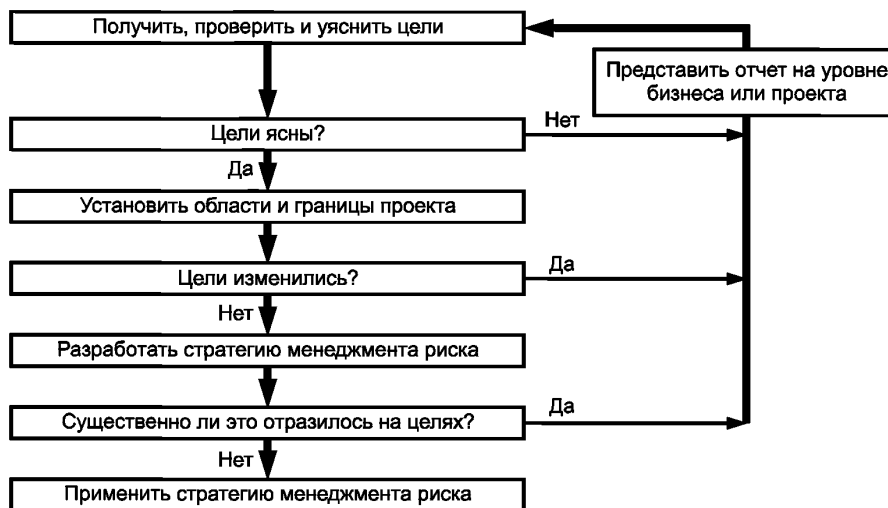 Получить, проверить и уяснить цели
Представить отчет на уровне
бизнеса или проекта
Цели ясны?
Нет
Да
Установить области и границы проекта
Цели изменились?
Да
Нет
Разработать стратегию менеджмента риска
Существенно ли это отразилось на целях?
Да
Нет
Применить стратегию менеджмента риска